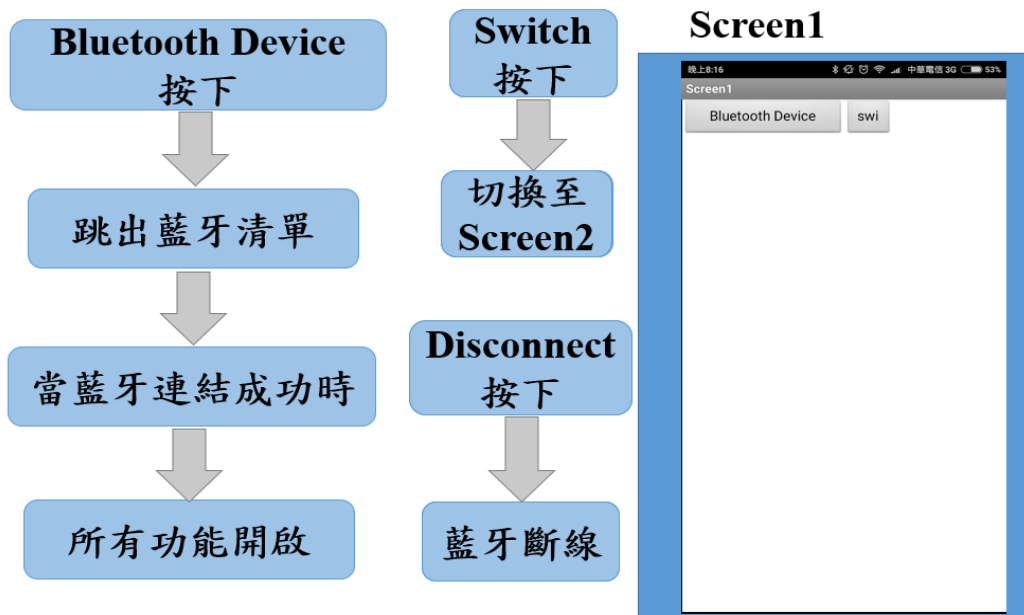 Bluetooth Device
按下
跳出藍牙清單
當藍牙連結成功時
所有功能開啟
Switch
按下
切換至
Screen2
Disconnect
按下
藍牙斷線
Screen1
晚上8:16 中華電信 3G 53%
Screen1
Bluetooth Device swi